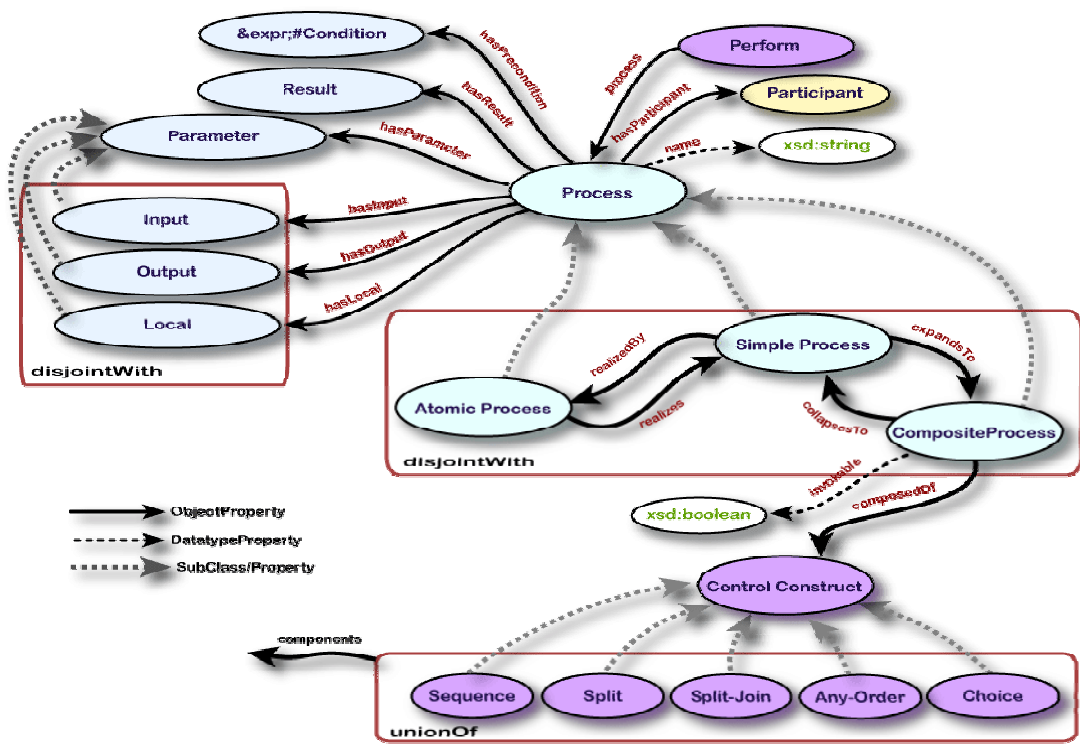 &expr;#Condition
hasPrecondition
process
Perform
Result
hasResult
hasParticipant
Participant
Parameter
hasParameter
name
xsd:string
Process
Input
hasInput
Output
hasOutput
Local
hasLocal
disjointWith
realizedBy
Simple Process
expandsTo
Atomic Process
realizes
collapsesTo
CompositeProcess
disjointWith
invokable
composedOf
xsd:boolean
ObjectProperty
DatatypeProperty
SubClass/Property
Control Construct
components
Sequence
Split
Split-Join
Any-Order
Choice
unionOf